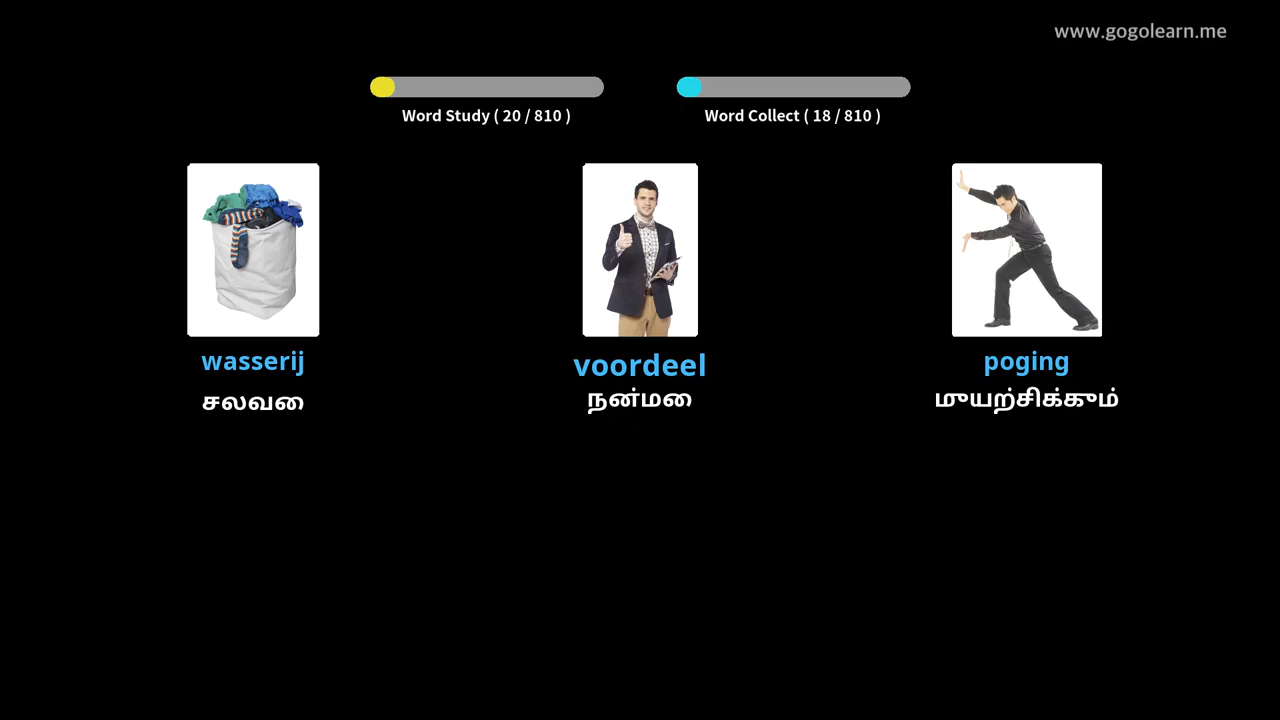 www.gogolearn.me
Word Study ( 20 / 810 )
Word Collect ( 18 / 810 )
wasserij
voordeel
poging
சலவை
நன்மை
முயற்சிக்கும்